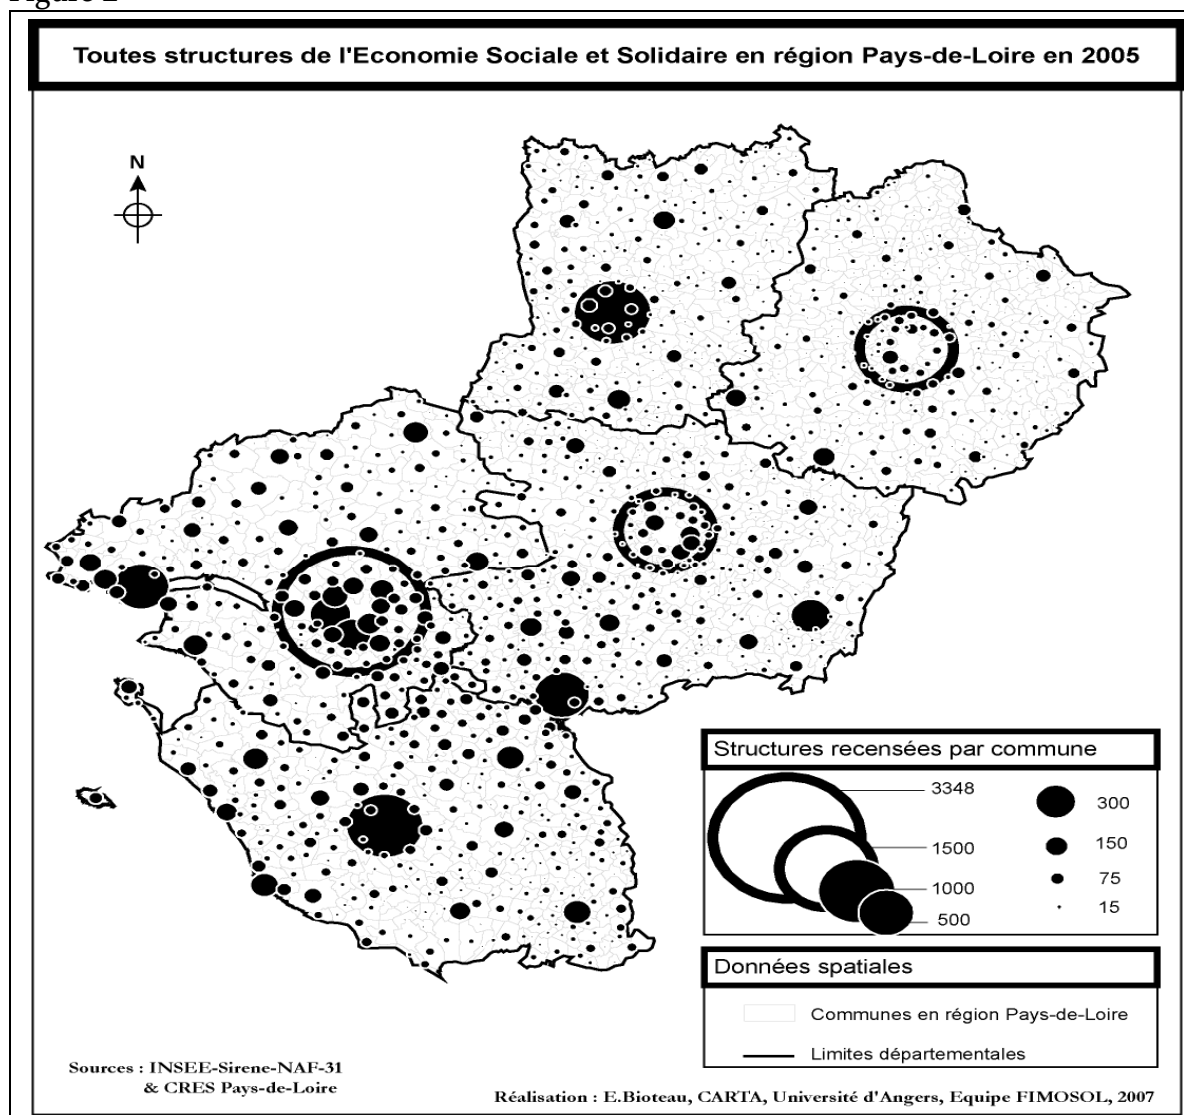 Toutes structures de l'Economie Sociale et Solidaire en région Pays-de-Loire en 2005
N
Structures recensées par commune
3348
1500
1000
500
300
150
75
15
Données spatiales
Communes en région Pays-de-Loire
Limites départementales
Sources : INSEE-Sirene-NAF-31
& CRES Pays-de-Loire
Réalisation : E.Bioteau, CARTA, Université d'Angers, Equipe FIMOSOL, 2007